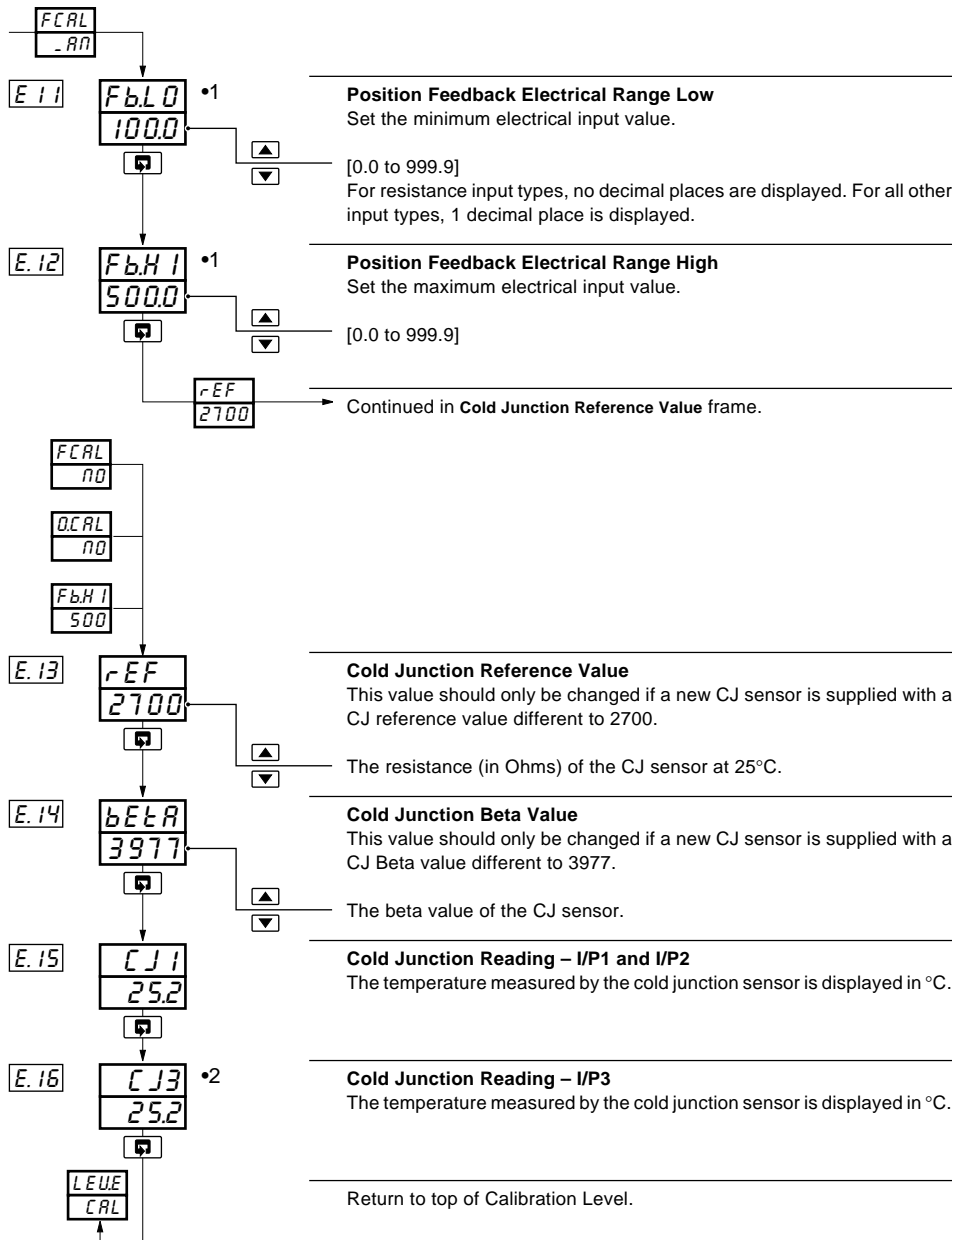 FCAL
_AN
E11
Fb.LO
•1
100.0
Position Feedback Electrical Range Low
Set the minimum electrical input value.
[0.0 to 999.9]
For resistance input types, no decimal places are displayed. For all other
input types, 1 decimal place is displayed.
E.12
Fb.HI
•1
500.0
Position Feedback Electrical Range High
Set the maximum electrical input value.
[0.0 to 999.9]
rEF
2700
Continued in Cold Junction Reference Value frame.
FCAL
NO
O.CAL
NO
Fb.HI
500
E.13
rEF
2700
Cold Junction Reference Value
This value should only be changed if a new CJ sensor is supplied with a
CJ reference value different to 2700.
The resistance (in Ohms) of the CJ sensor at 25°C.
E.14
bEtA
3977
Cold Junction Beta Value
This value should only be changed if a new CJ sensor is supplied with a
CJ Beta value different to 3977.
The beta value of the CJ sensor.
E.15
CJ1
25.2
Cold Junction Reading – I/P1 and I/P2
The temperature measured by the cold junction sensor is displayed in °C.
E.16
CJ3
•2
25.2
Cold Junction Reading – I/P3
The temperature measured by the cold junction sensor is displayed in °C.
LEV.E
CAL
Return to top of Calibration Level.